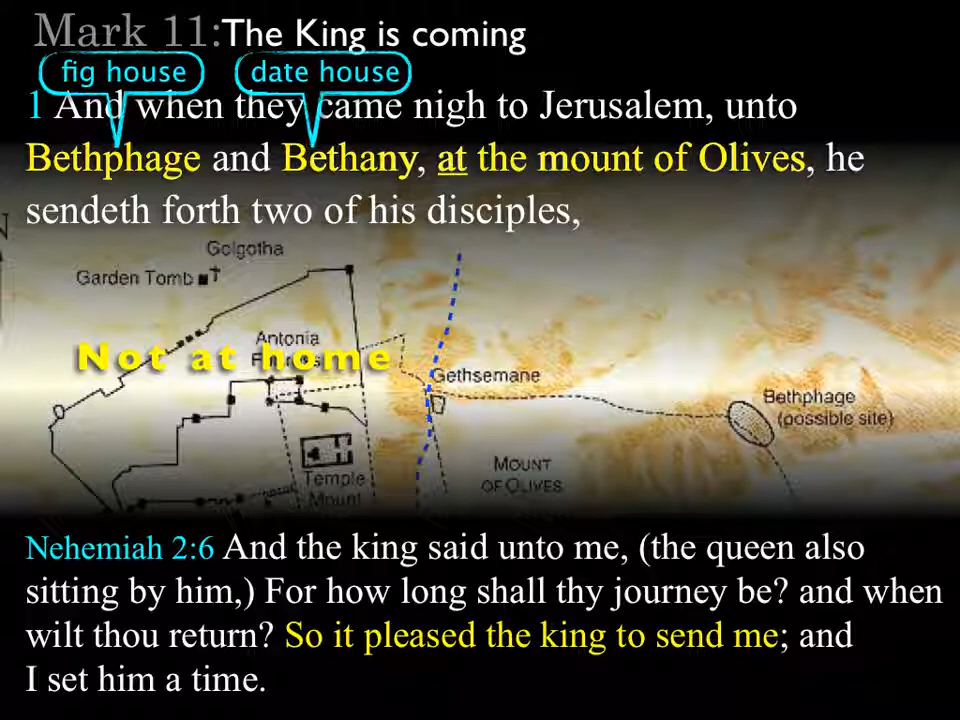 Mark 11:The King is coming
fig house date house
1 And when they came nigh to Jerusalem, unto
Bethphage and Bethany, at the mount of Olives, he
sendeth forth two of his disciples,
N
Golgotha
Garden Tomb
Antonia
Not at home
Gethsemane
Bethphage
(possible site)
Temple
Mount
MOUNT
OF OLIVES
Nehemiah 2:6 And the king said unto me, (the queen also
sitting by him,) For how long shall thy journey be? and when
wilt thou return? So it pleased the king to send me; and
I set him a time.